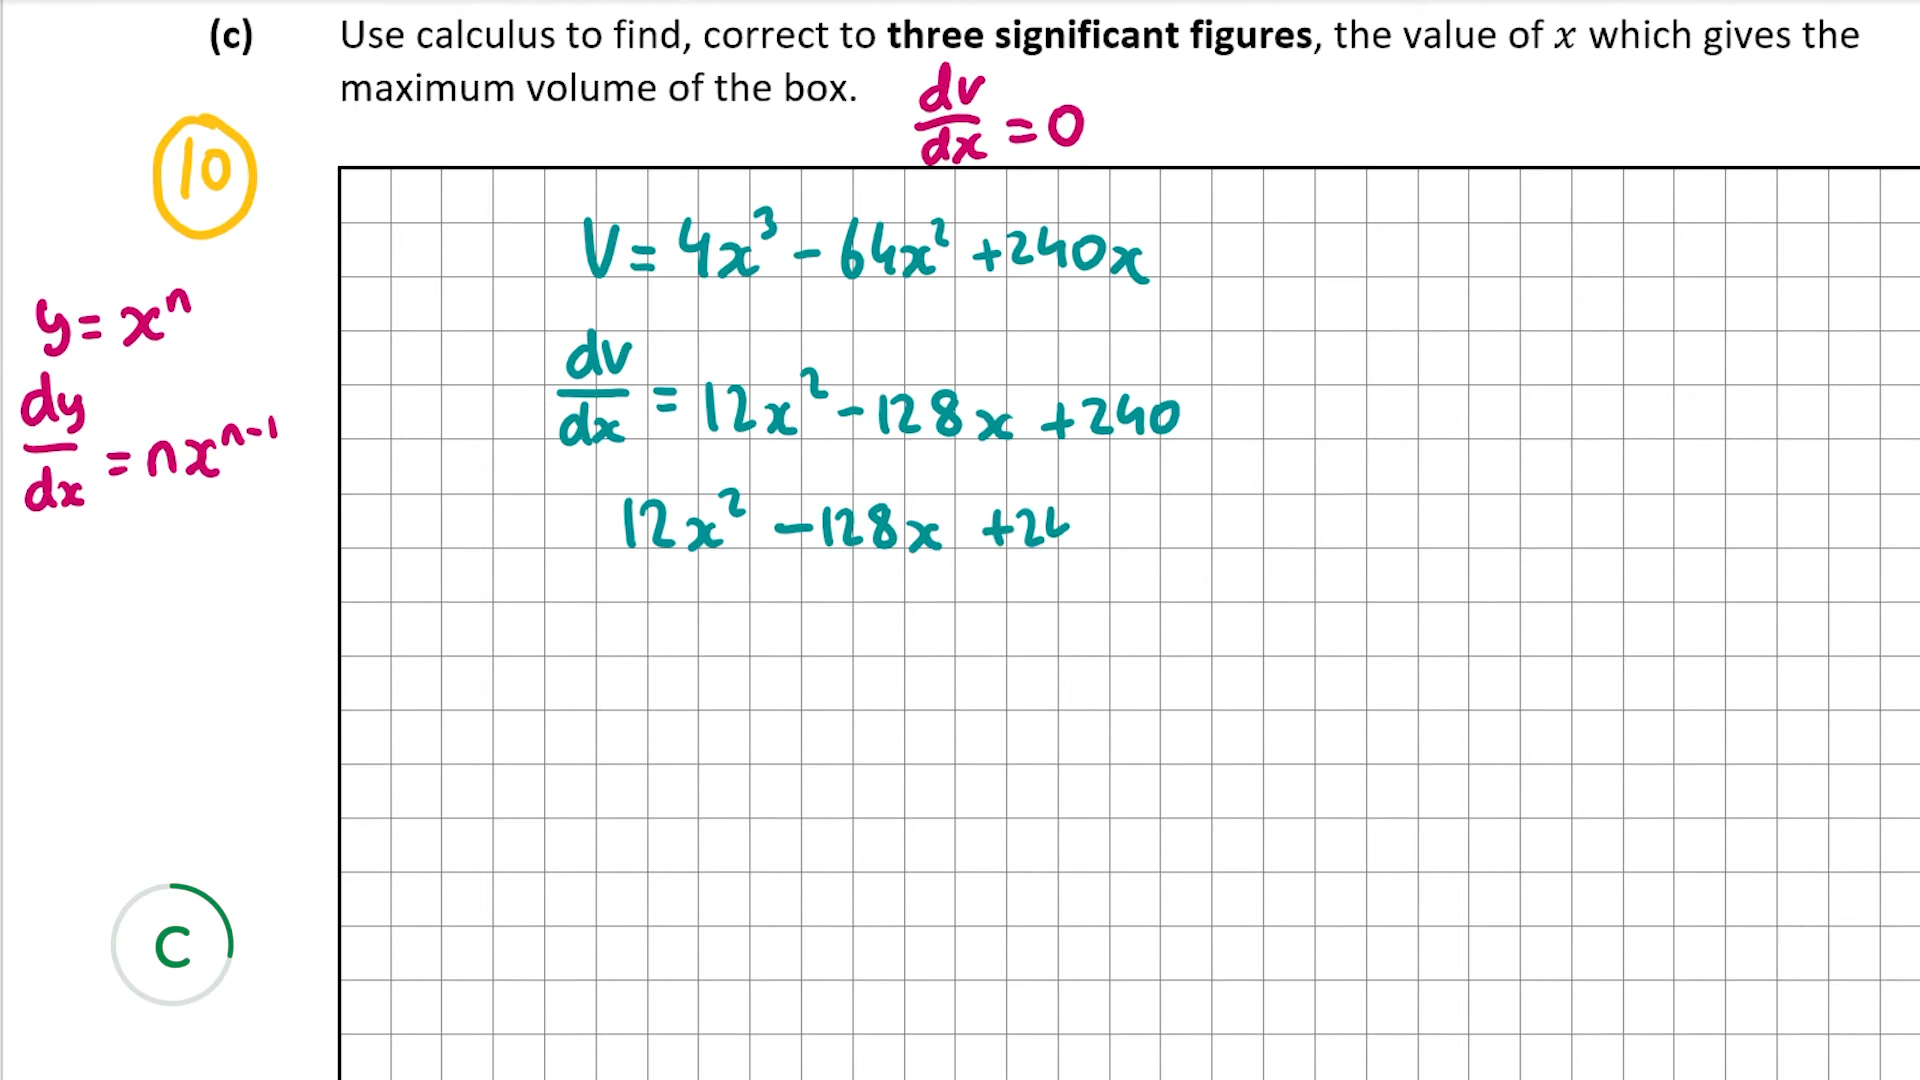 (c) Use calculus to find, correct to three significant figures, the value of x which gives the
maximum volume of the box.
dv/dx = 0
10
V = 4x³ - 64x² + 240x
y = xⁿ
dy/dx = nxⁿ⁻¹
dv/dx = 12x² - 128x + 240
12x² - 128x + 24
C